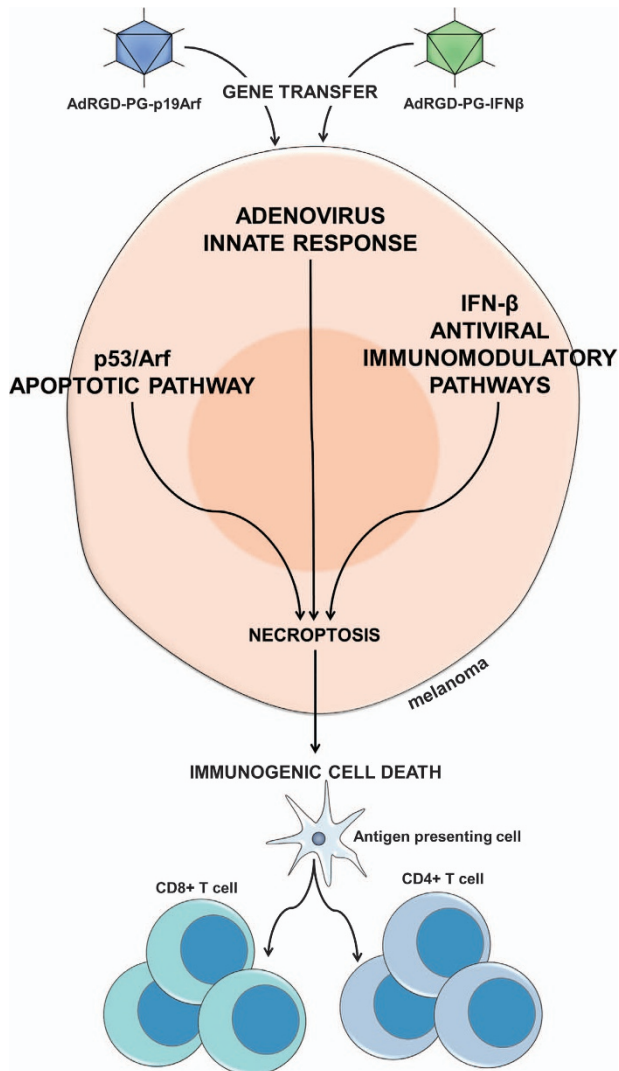 GENE TRANSFER
AdRGD-PG-p19Arf
AdRGD-PG-IFNβ
ADENOVIRUS
INNATE RESPONSE
p53/Arf
APOPTOTIC PATHWAY
IFN-β
ANTIVIRAL
IMMUNOMODULATORY
PATHWAYS
NECROPTOSIS
melanoma
IMMUNOGENIC CELL DEATH
Antigen presenting cell
CD8+ T cell
CD4+ T cell